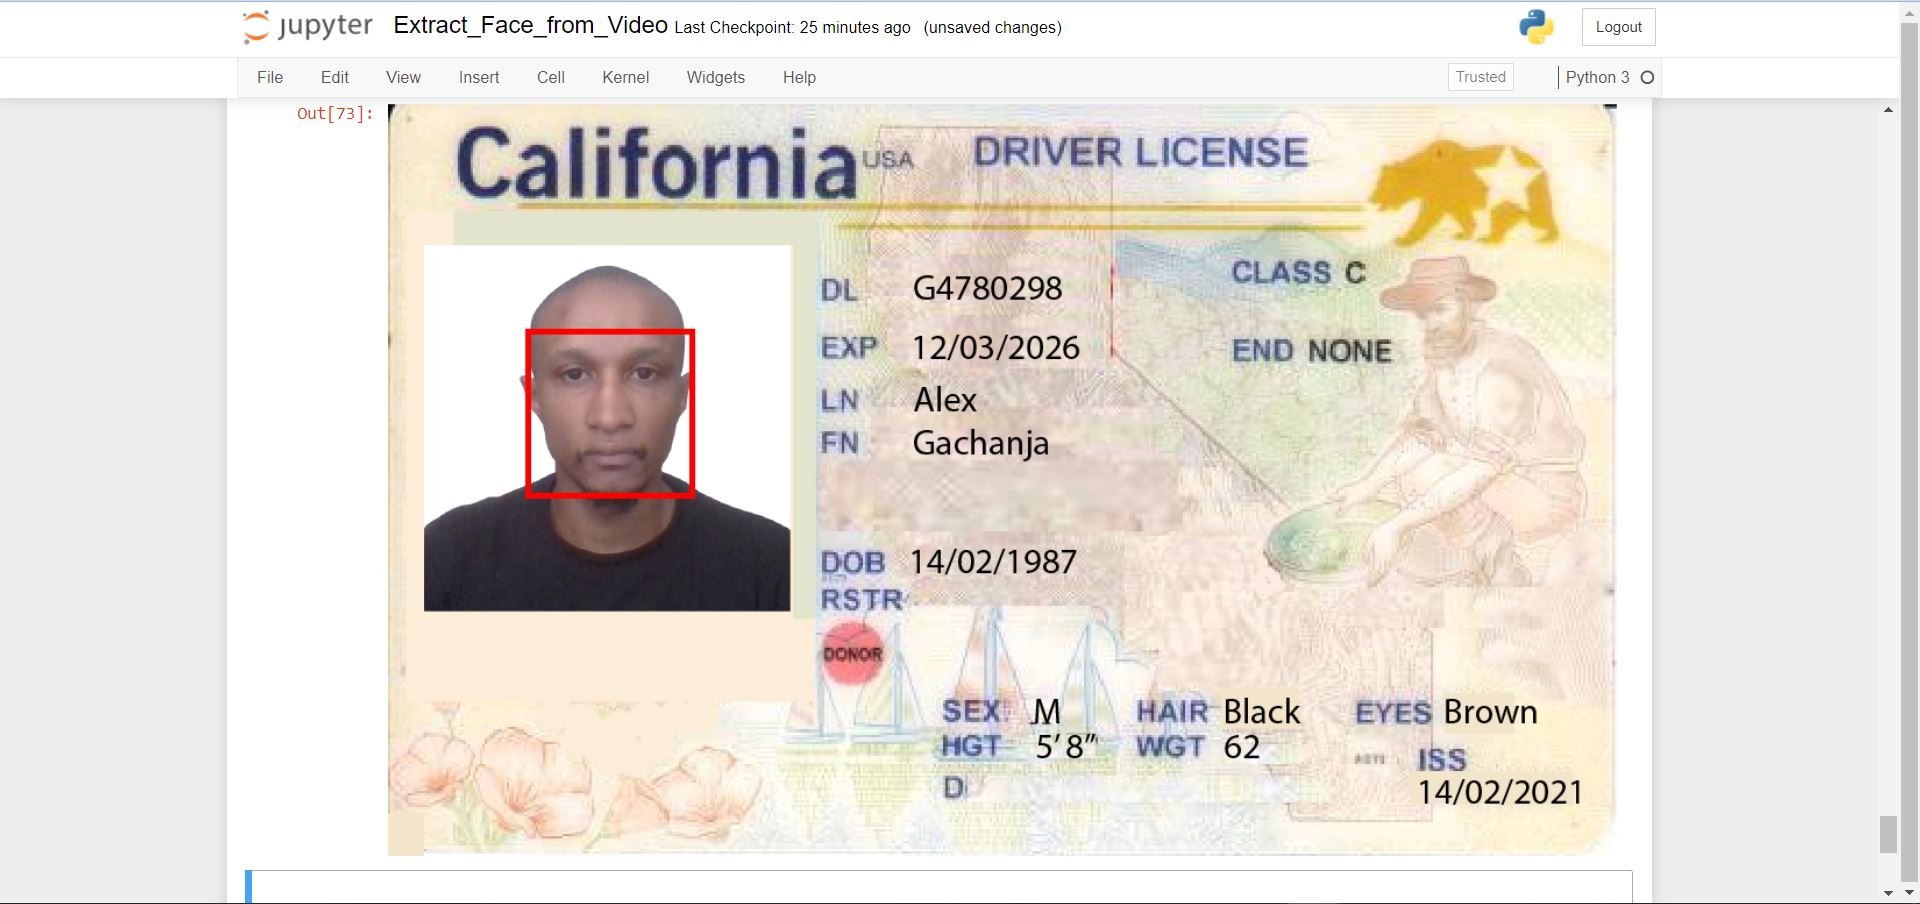 jupyter Extract_Face_from_Video Last Checkpoint: 25 minutes ago (unsaved changes) Logout
File Edit View Insert Cell Kernel Widgets Help Trusted Python 3
Out[73]:
California USA DRIVER LICENSE
DL G4780298 CLASS C
EXP 12/03/2026 END NONE
LN Alex
FN Gachanja
DOB 14/02/1987
RSTR
DONOR
SEX M HAIR Black EYES Brown
HGT 5' 8" WGT 62 ISS
D 14/02/2021